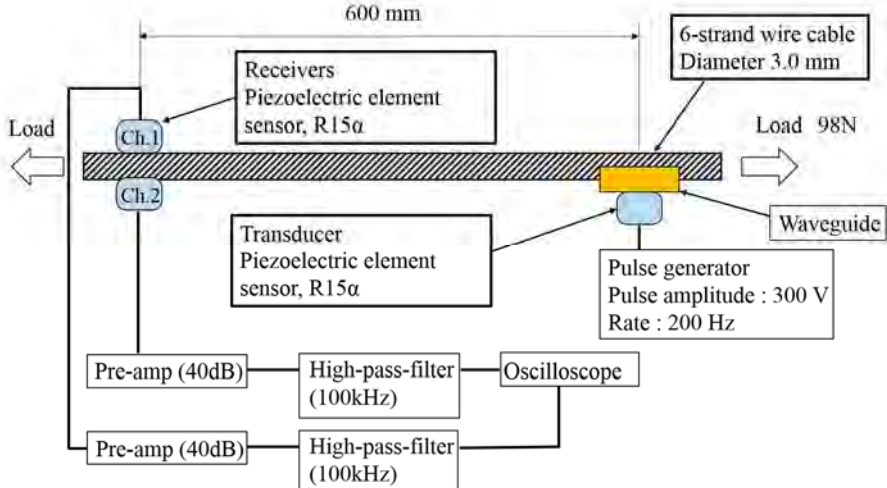 600 mm
6-strand wire cable
Diameter 3.0 mm
Receivers
Piezoelectric element
sensor, R15α
Load
Ch.1
Load 98N
Ch.2
Waveguide
Transducer
Piezoelectric element
sensor, R15α
Pulse generator
Pulse amplitude : 300 V
Rate : 200 Hz
Pre-amp (40dB)
High-pass-filter
(100kHz)
Oscilloscope
Pre-amp (40dB)
High-pass-filter
(100kHz)